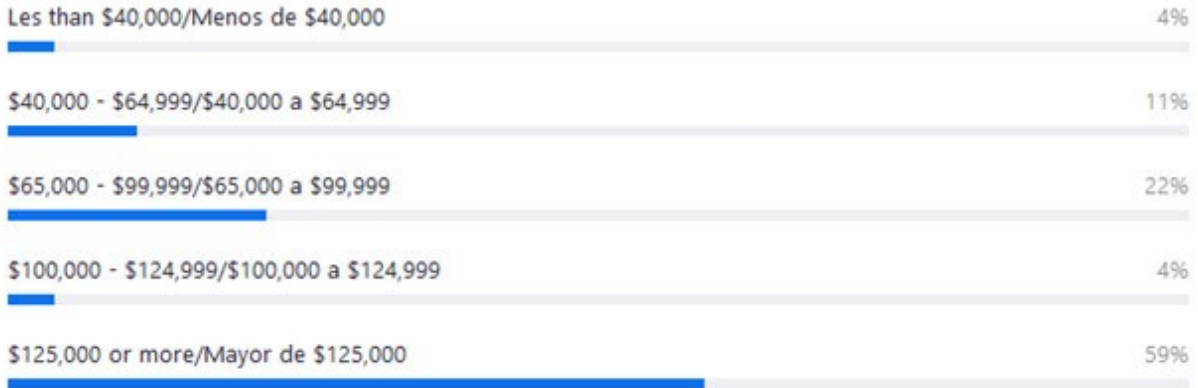 Les than $40,000/Menos de $40,000 4%
$40,000 - $64,999/$40,000 a $64,999 11%
$65,000 - $99,999/$65,000 a $99,999 22%
$100,000 - $124,999/$100,000 a $124,999 4%
$125,000 or more/Mayor de $125,000 59%